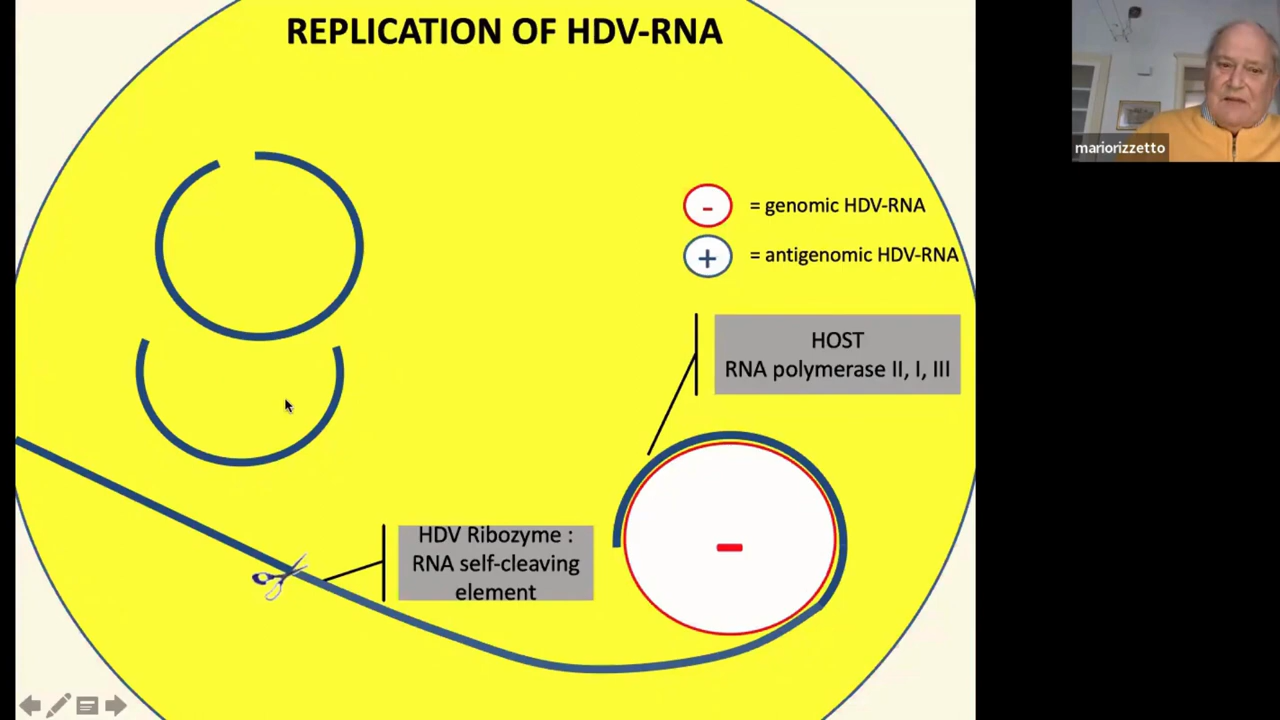 REPLICATION OF HDV-RNA
mariorizzetto
- = genomic HDV-RNA
+ = antigenomic HDV-RNA
HOST
RNA polymerase II, I, III
HDV Ribozyme :
RNA self-cleaving
element
-